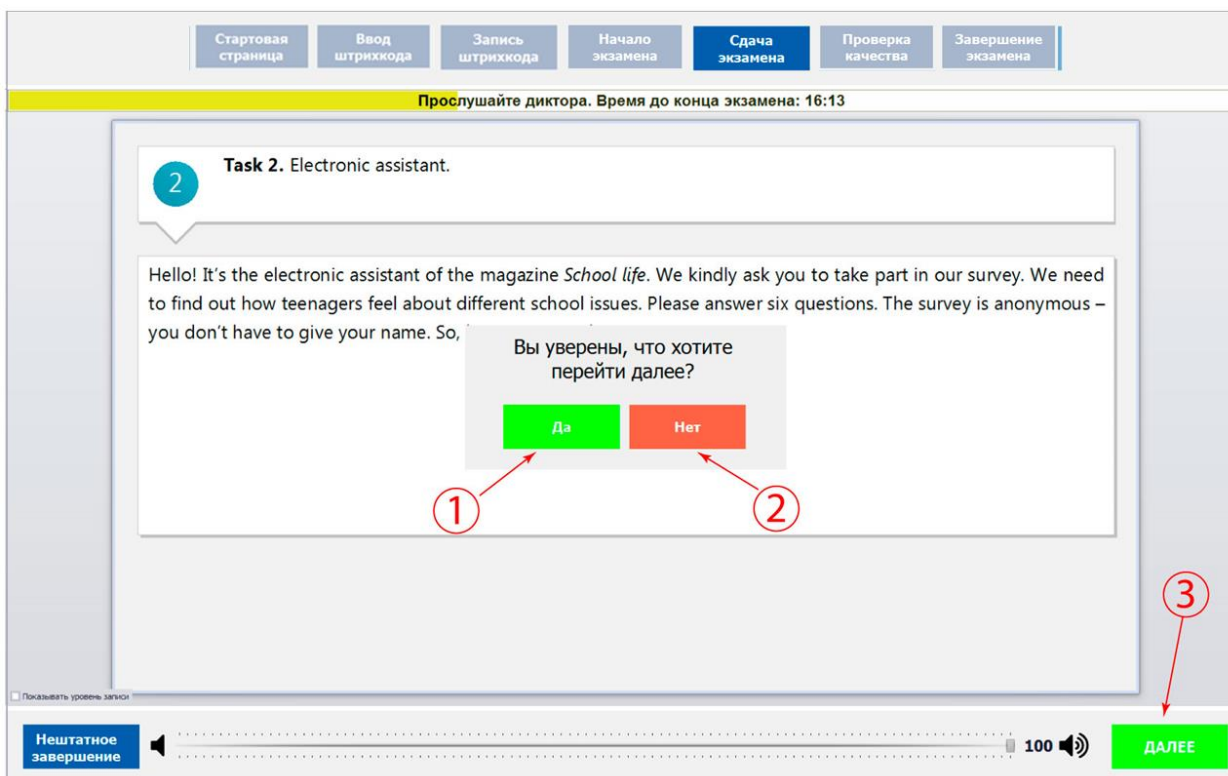 Стартовая страница
Ввод штрихкода
Запись штрихкода
Начало экзамена
Сдача экзамена
Проверка качества
Завершение экзамена
Прослушайте диктора. Время до конца экзамена: 16:13
2
Task 2. Electronic assistant.
Hello! It's the electronic assistant of the magazine School life. We kindly ask you to take part in our survey. We need
to find out how teenagers feel about different school issues. Please answer six questions. The survey is anonymous –
you don't have to give your name. So,
Вы уверены, что хотите
перейти далее?
Да
Нет
1
2
3
Показывать уровень записи
Нештатное
завершение
100
ДАЛЕЕ